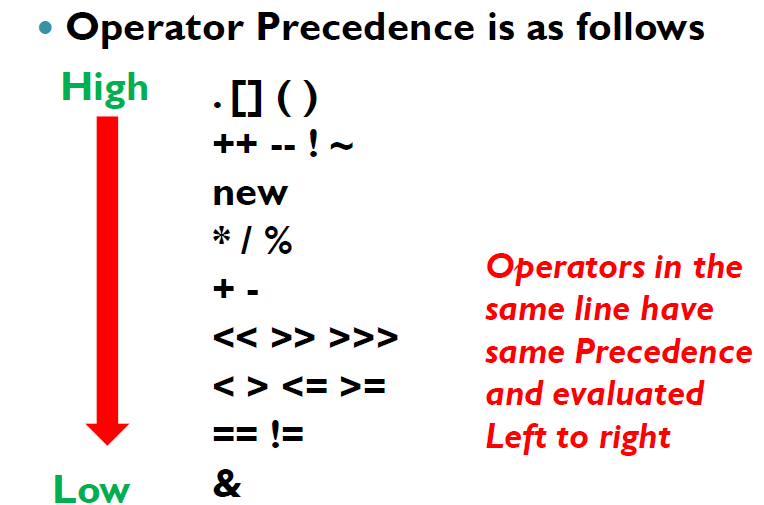 • Operator Precedence is as follows
High
. [] ( )
++ -- ! ~
new
* / %
+ -
<< >> >>>
< > <= >=
== !=
&
Low
Operators in the
same line have
same Precedence
and evaluated
Left to right